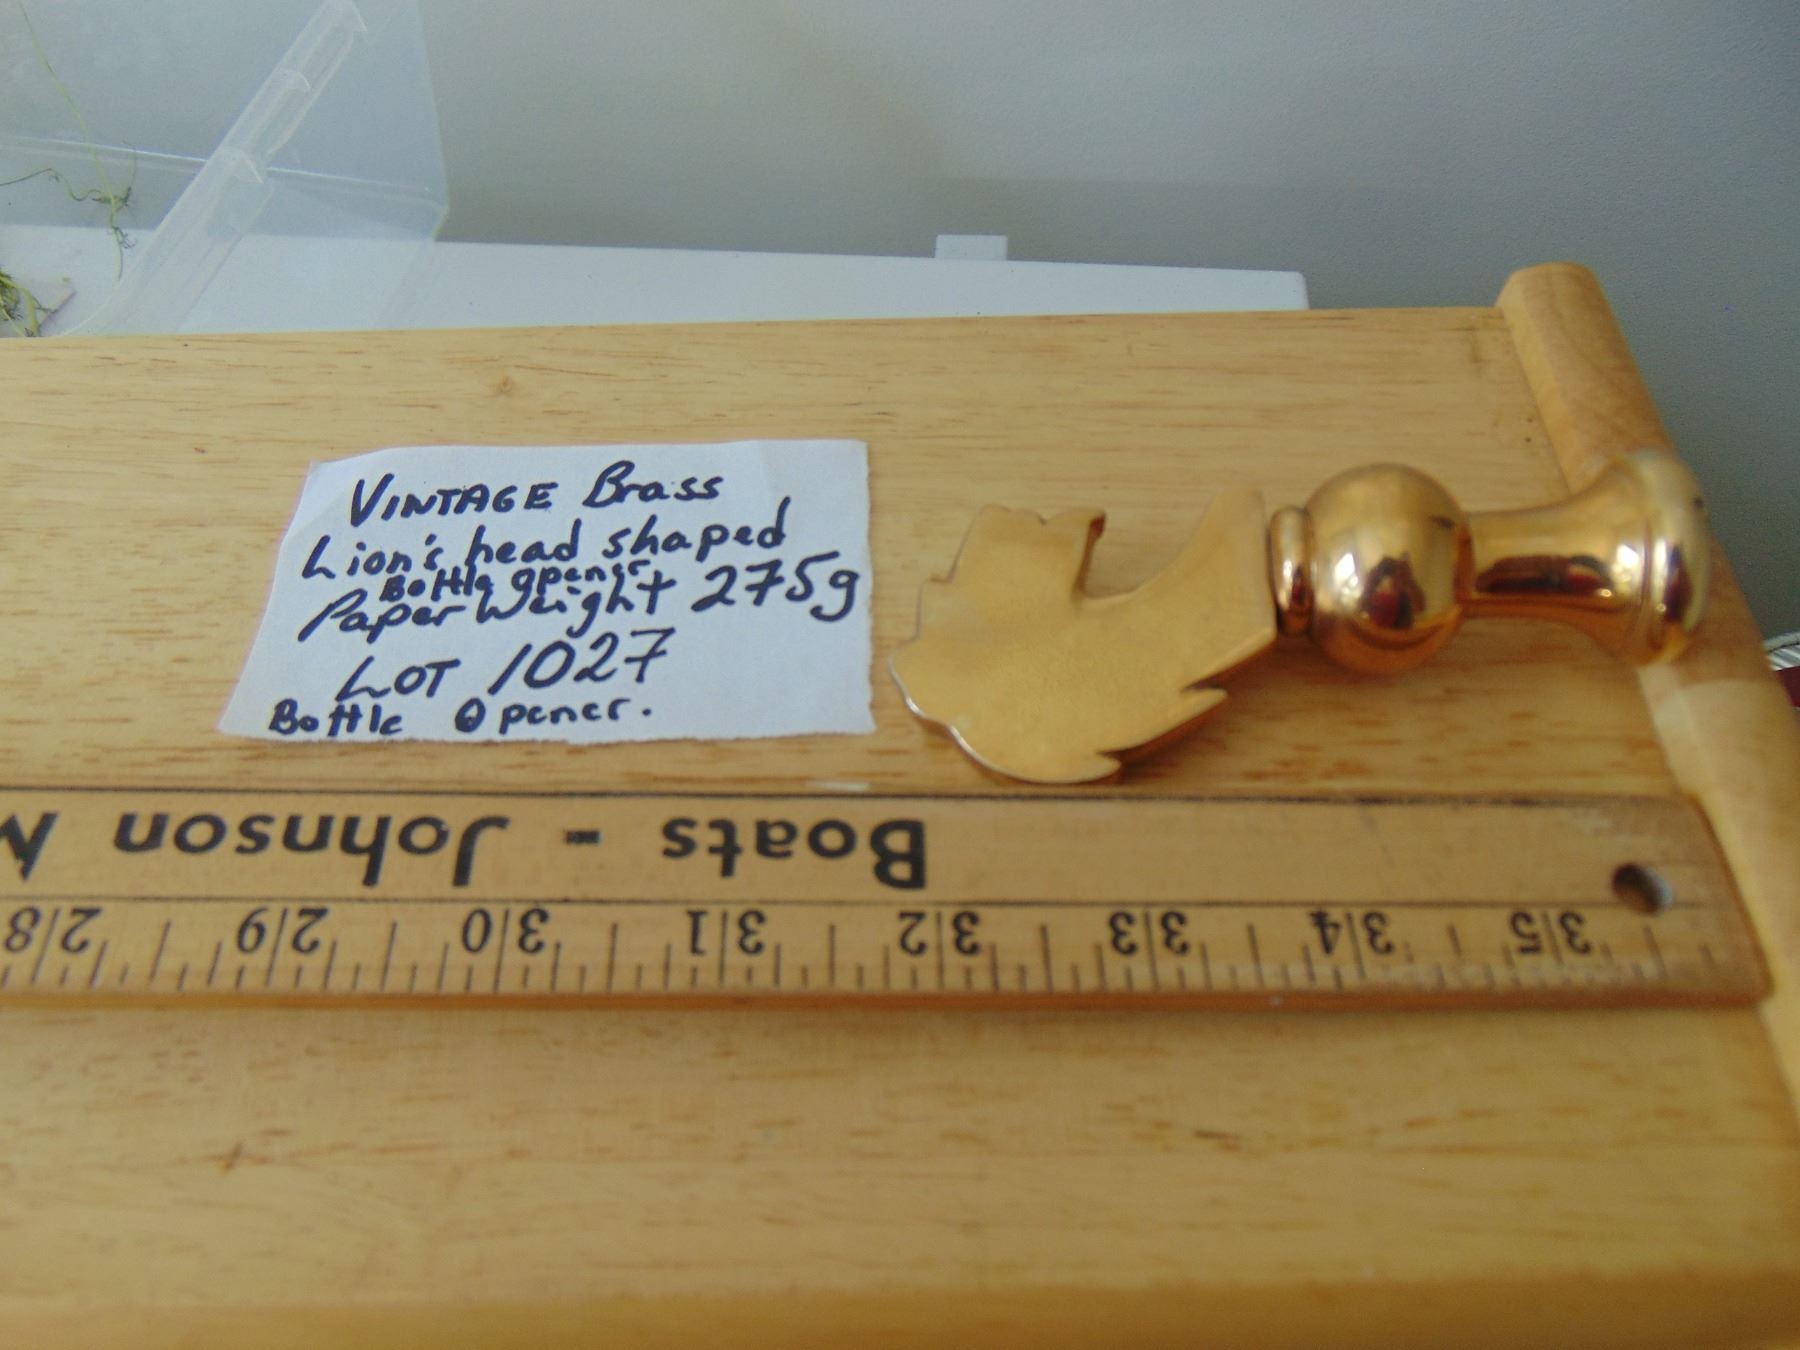 VINTAGE Brass
Lion's head shaped
Bottle opener
Paper Weight 275g
LOT 1027
Bottle Opener.
Boats - Johnson M
35 34 33 32 31 30 29 28